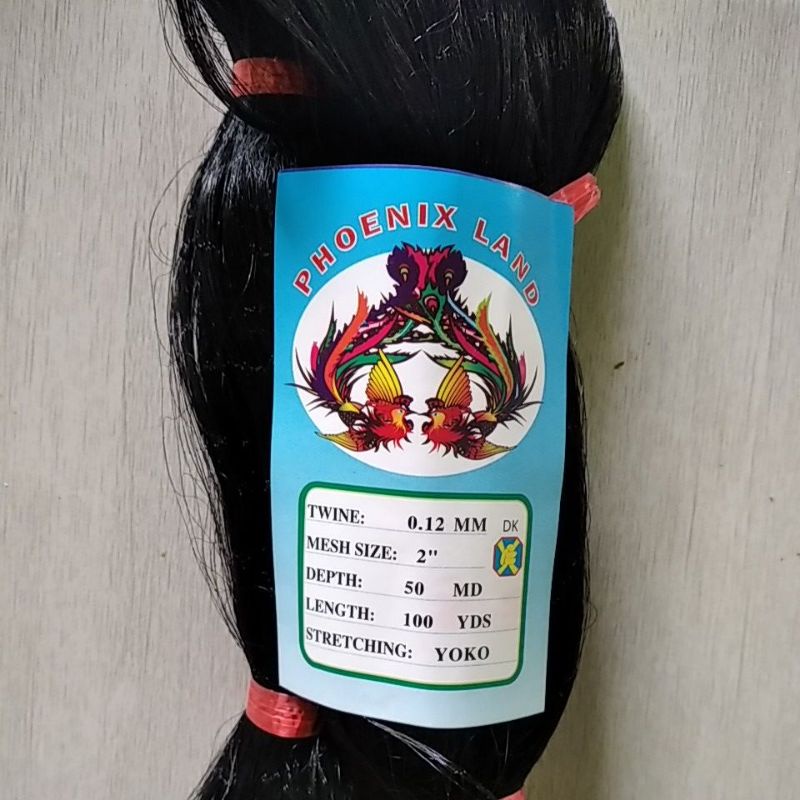 PHOENIX LAND
TWINE: 0.12 MM DK
MESH SIZE: 2"
DEPTH: 50 MD
LENGTH: 100 YDS
STRETCHING: YOKO